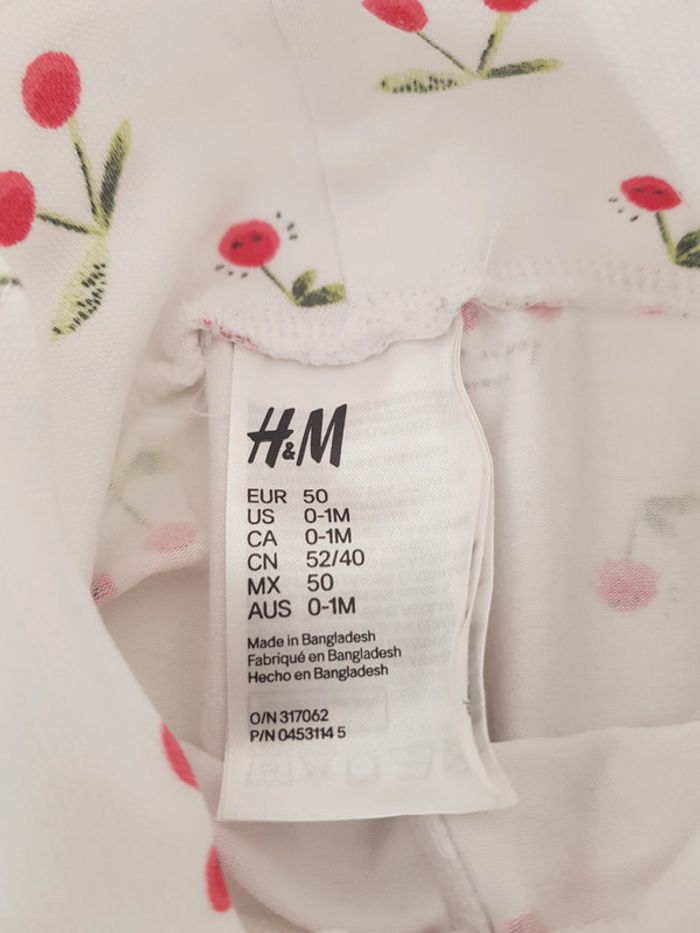 H&M
EUR 50
US 0-1M
CA 0-1M
CN 52/40
MX 50
AUS 0-1M
Made in Bangladesh
Fabriqué en Bangladesh
Hecho en Bangladesh
O/N 317062
P/N 0453114 5